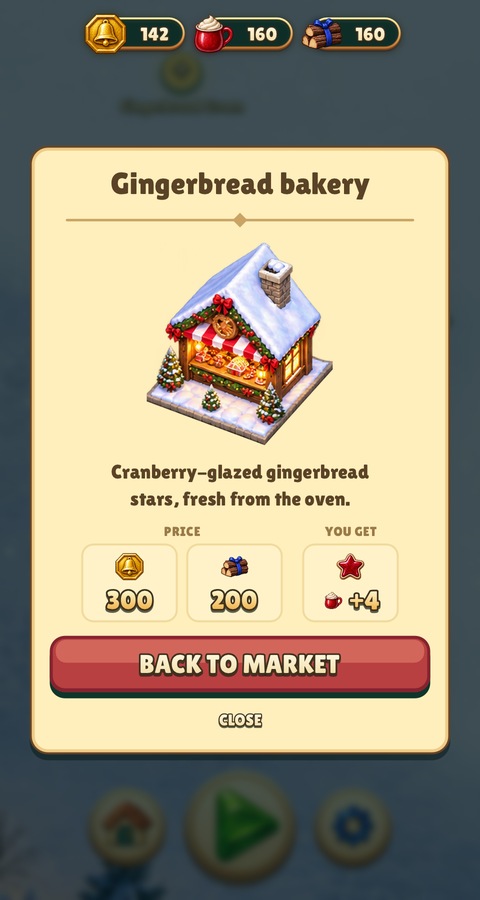 142 160 160
Gingerbread bakery
Cranberry-glazed gingerbread
stars, fresh from the oven.
PRICE YOU GET
300 200 +4
BACK TO MARKET
CLOSE